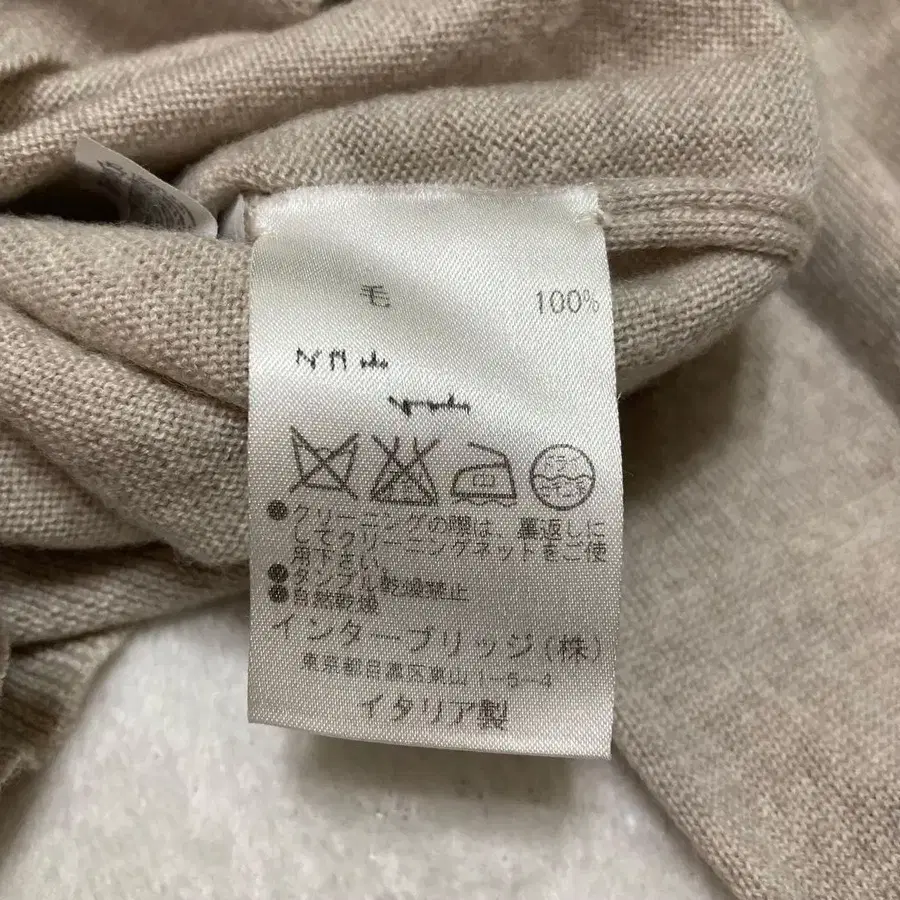 毛 100%
●クリーニングの際は、裏返しに
してクリーニングネットをご使
用下さい。
●タンブル乾燥禁止
●自然乾燥
インターブリッジ(株)
東京都目黒区東山1-5-4
イタリア製